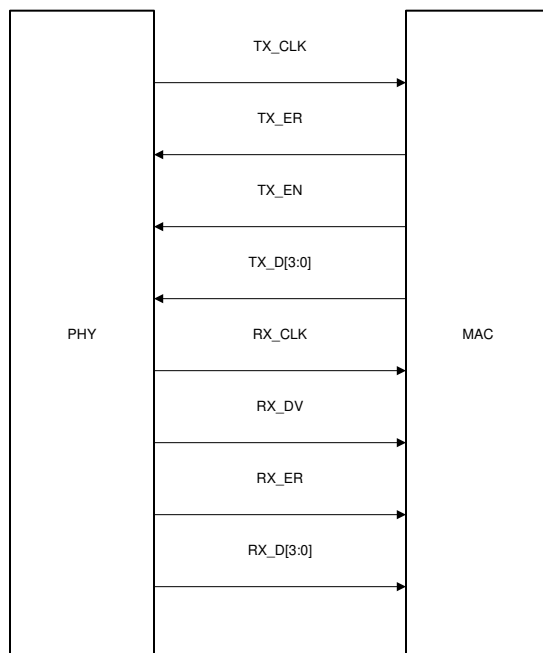 TX_CLK
TX_ER
TX_EN
TX_D[3:0]
PHY
RX_CLK
MAC
RX_DV
RX_ER
RX_D[3:0]